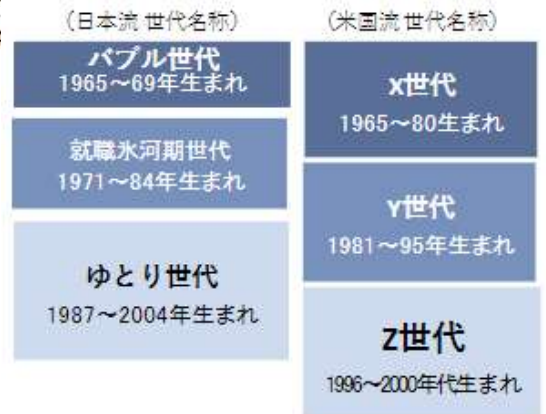 (日本流 世代名称)
バブル世代
1965～69年生まれ
就職氷河期世代
1971～84年生まれ
ゆとり世代
1987～2004年生まれ
(米国流 世代名称)
X世代
1965～80生まれ
Y世代
1981～95年生まれ
Z世代
1996～2000年代生まれ